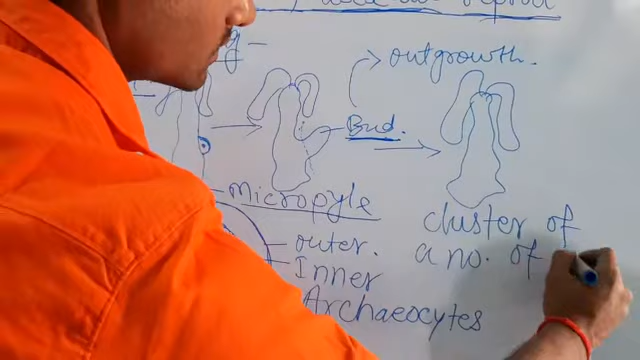 outgrowth.
Bud.
Micropyle
cluster of
outer.
a no. of
Inner
Archaeocytes